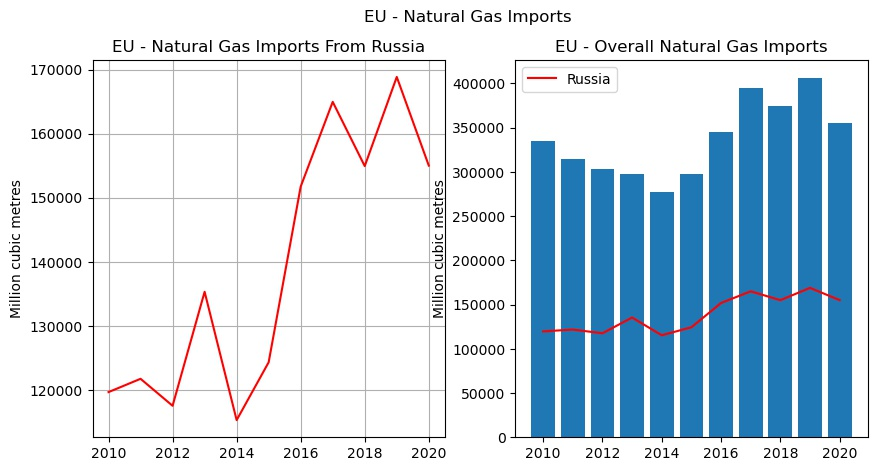 EU - Natural Gas Imports
EU - Natural Gas Imports From Russia
Million cubic metres
170000
160000
150000
140000
130000
120000
2010 2012 2014 2016 2018 2020
EU - Overall Natural Gas Imports
Russia
Million cubic metres
400000
350000
300000
250000
200000
150000
100000
50000
0
2010 2012 2014 2016 2018 2020